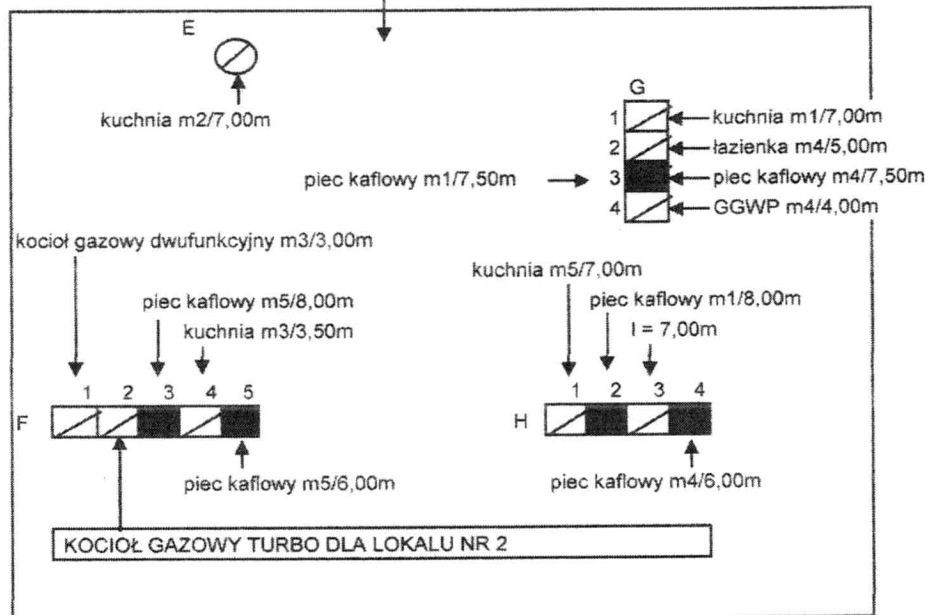 E
kuchnia m2/7,00m
G
1 kuchnia m1/7,00m
2 łazienka m4/5,00m
piec kaflowy m1/7,50m 3 piec kaflowy m4/7,50m
4 GGWP m4/4,00m
kocioł gazowy dwufunkcyjny m3/3,00m
kuchnia m5/7,00m
piec kaflowy m5/8,00m
piec kaflowy m1/8,00m
kuchnia m3/3,50m
l = 7,00m
1 2 3 4 5
1 2 3 4
F
H
piec kaflowy m5/6,00m
piec kaflowy m4/6,00m
KOCIOŁ GAZOWY TURBO DLA LOKALU NR 2